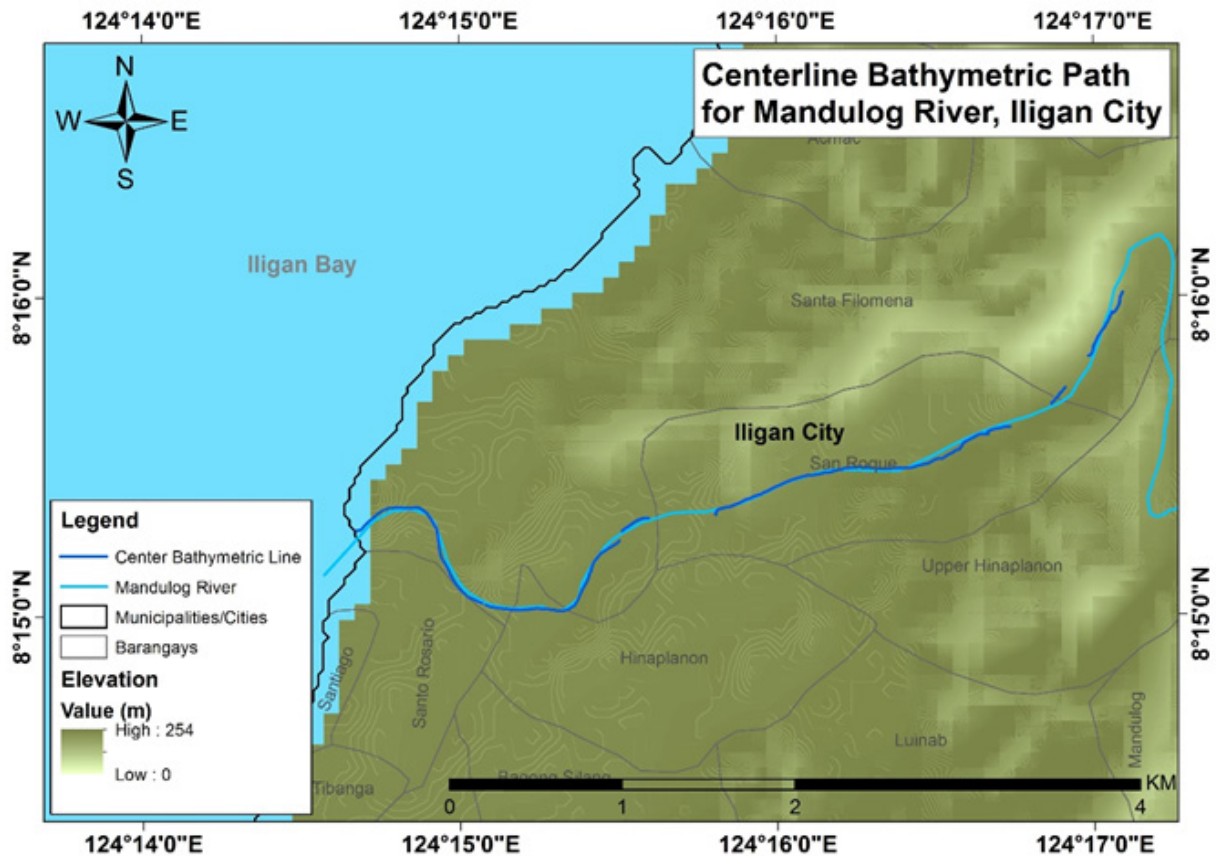 124°14'0"E
124°15'0"E
124°16'0"E
124°17'0"E
Centerline Bathymetric Path
for Mandulog River, Iligan City
N
W
E
S
Acmac
Iligan Bay
8°16'0"N
8°16'0"N
Santa Filomena
Iligan City
San Roque
Upper Hinaplanon
8°15'0"N
8°15'0"N
Hinaplanon
Santiago
Santo Rosario
Luinab
Mandulog
Bagong Silang
Tibanga
Legend
Center Bathymetric Line
Mandulog River
Municipalities/Cities
Barangays
Elevation
Value (m)
High : 254
Low : 0
KM
0
1
2
4
124°14'0"E
124°15'0"E
124°16'0"E
124°17'0"E